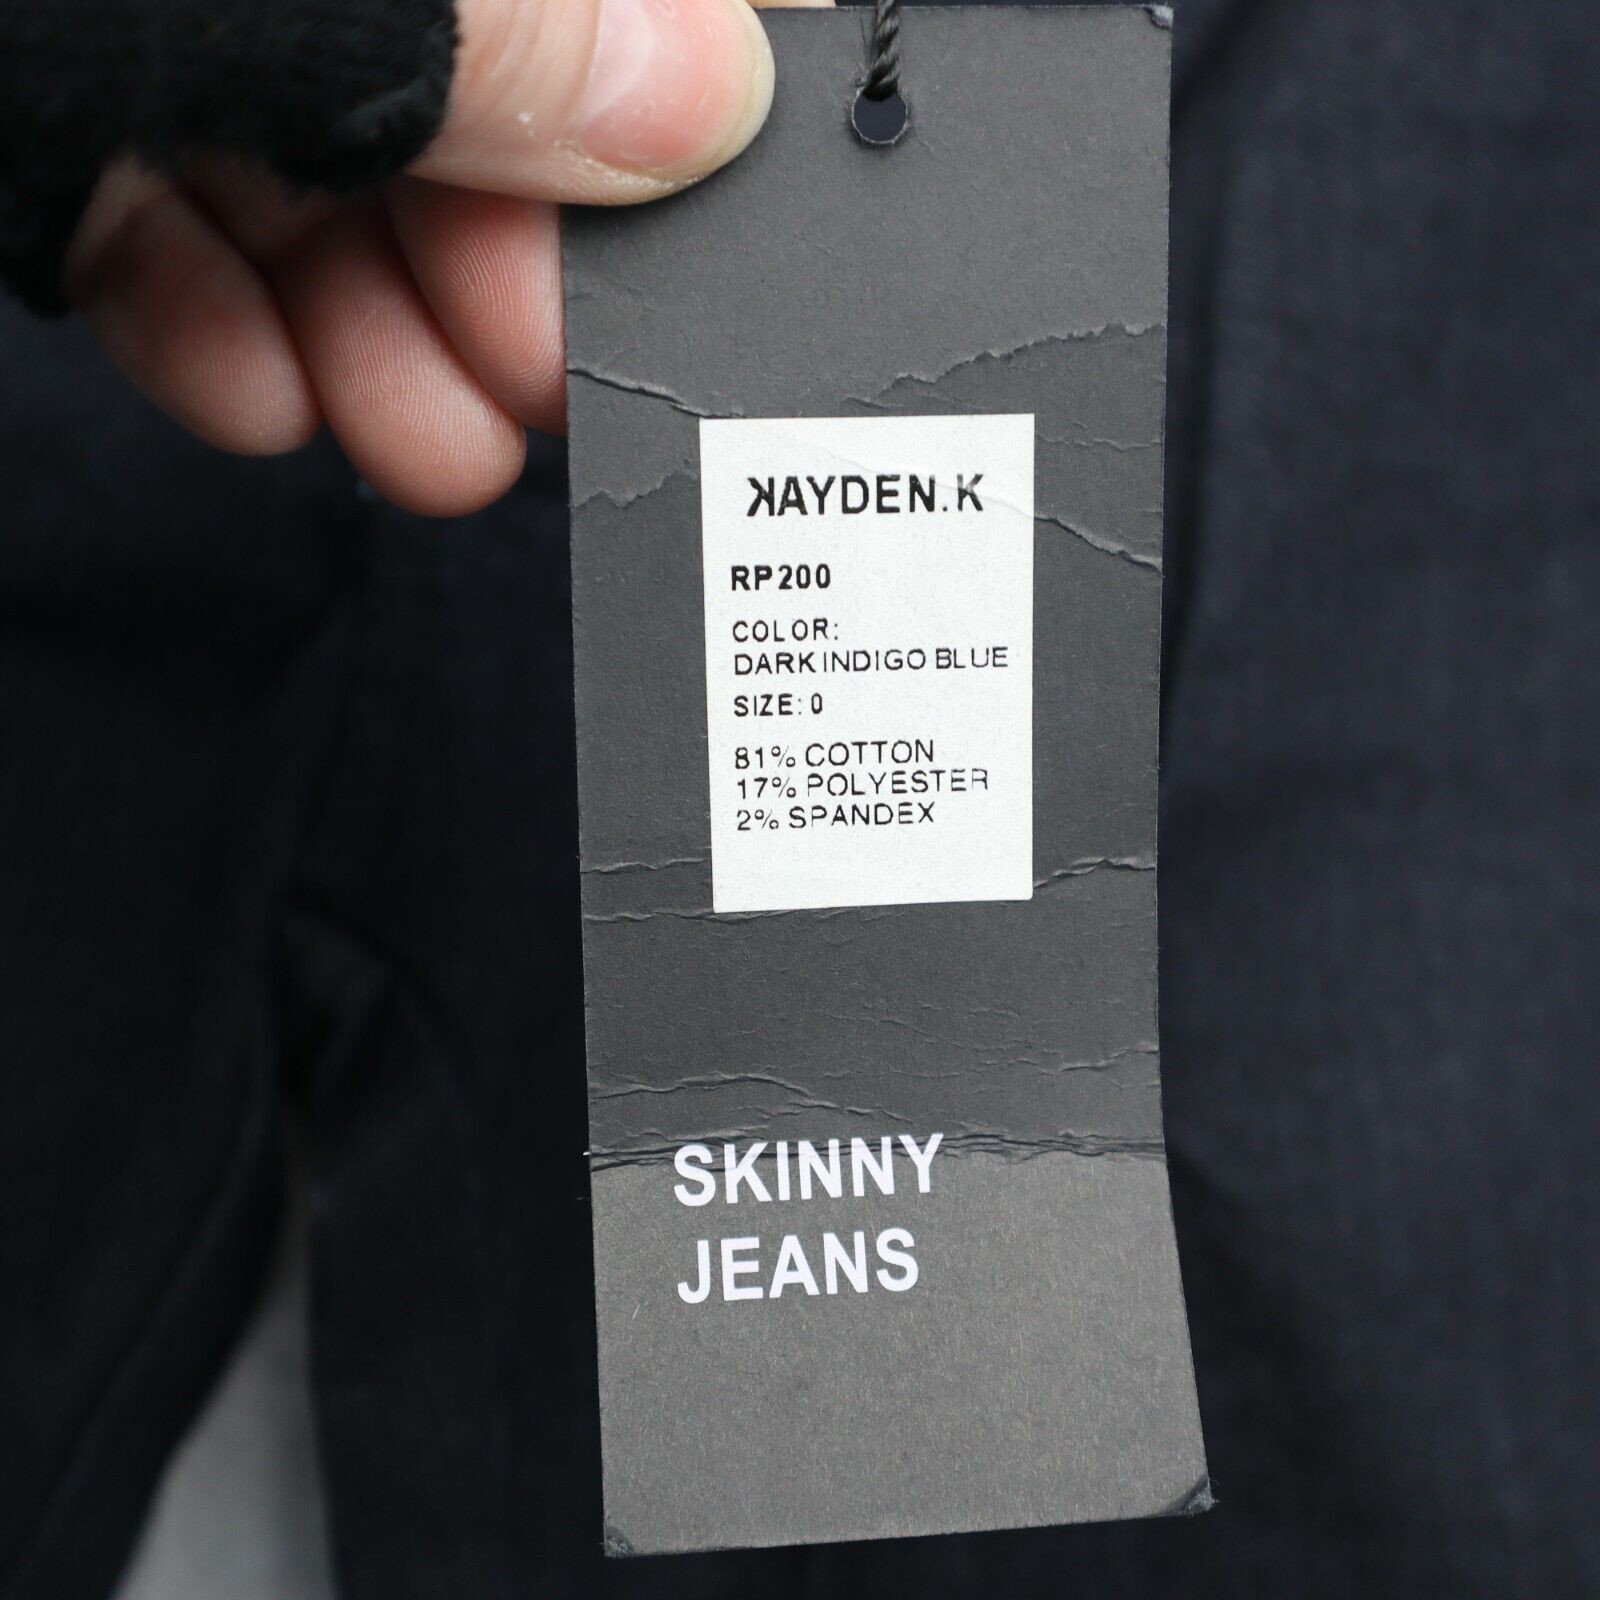 KAYDEN.K
RP200
COLOR:
DARK INDIGO BLUE
SIZE: 0
81% COTTON
17% POLYESTER
2% SPANDEX
SKINNY
JEANS